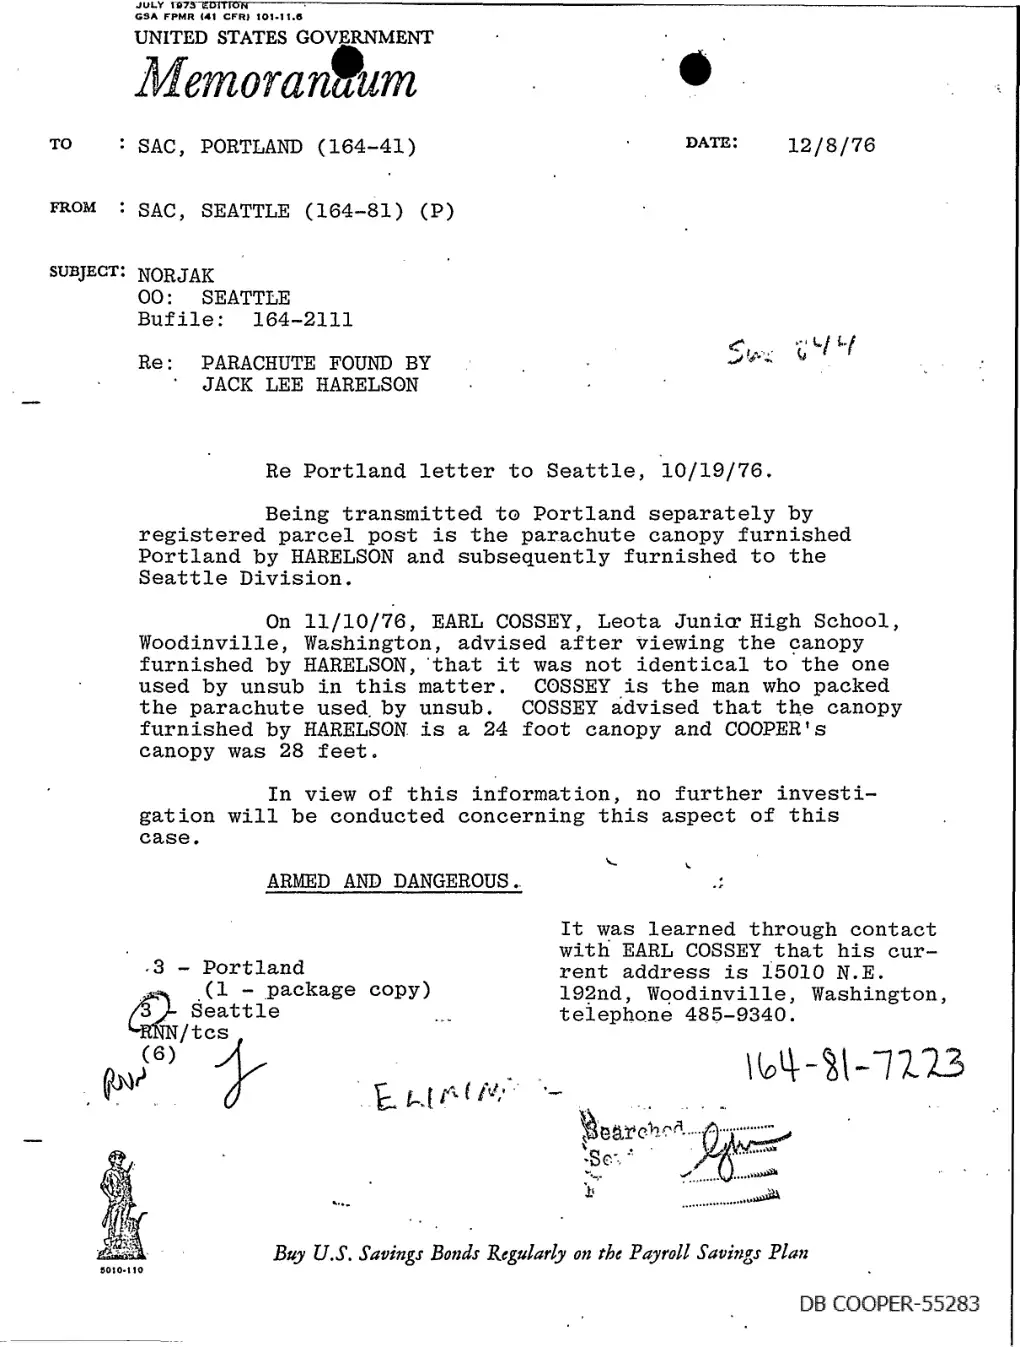 JULY 1973 EDITION
GSA FPMR (41 CFR) 101-11.6
UNITED STATES GOVERNMENT
Memorandum
TO : SAC, PORTLAND (164-41) DATE: 12/8/76
FROM : SAC, SEATTLE (164-81) (P)
SUBJECT: NORJAK
OO: SEATTLE
Bufile: 164-2111
844
Re: PARACHUTE FOUND BY
JACK LEE HARELSON
Re Portland letter to Seattle, 10/19/76.
Being transmitted to Portland separately by
registered parcel post is the parachute canopy furnished
Portland by HARELSON and subsequently furnished to the
Seattle Division.
On 11/10/76, EARL COSSEY, Leota Junior High School,
Woodinville, Washington, advised after viewing the canopy
furnished by HARELSON, that it was not identical to the one
used by unsub in this matter. COSSEY is the man who packed
the parachute used by unsub. COSSEY advised that the canopy
furnished by HARELSON is a 24 foot canopy and COOPER's
canopy was 28 feet.
In view of this information, no further investi-
gation will be conducted concerning this aspect of this
case.
ARMED AND DANGEROUS.
It was learned through contact
with EARL COSSEY that his cur-
rent address is 15010 N.E.
192nd, Woodinville, Washington,
telephone 485-9340.
3 - Portland
(1 - package copy)
3 - Seattle
RNN/tcs
(6)
RNN
164-81-7223
Searched
5010-110
Buy U.S. Savings Bonds Regularly on the Payroll Savings Plan
DB COOPER-55283